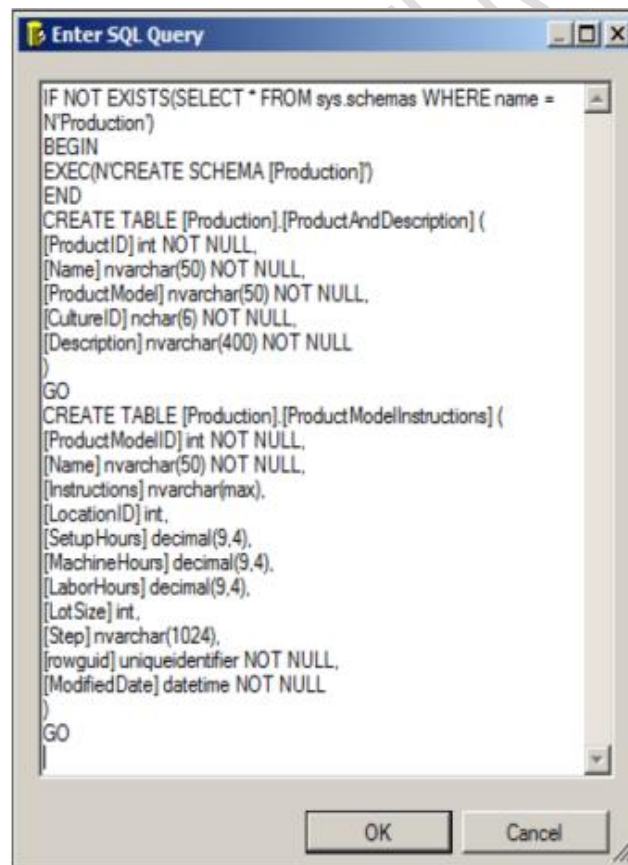 Enter SQL Query
IF NOT EXISTS(SELECT * FROM sys.schemas WHERE name =
N'Production')
BEGIN
EXEC(N'CREATE SCHEMA [Production]')
END
CREATE TABLE [Production].[ProductAndDescription] (
[ProductID] int NOT NULL,
[Name] nvarchar(50) NOT NULL,
[ProductModel] nvarchar(50) NOT NULL,
[CultureID] nchar(6) NOT NULL,
[Description] nvarchar(400) NOT NULL
)
GO
CREATE TABLE [Production].[ProductModelInstructions] (
[ProductModelID] int NOT NULL,
[Name] nvarchar(50) NOT NULL,
[Instructions] nvarchar(max),
[LocationID] int,
[SetupHours] decimal(9,4),
[MachineHours] decimal(9,4),
[LaborHours] decimal(9,4),
[LotSize] int,
[Step] nvarchar(1024),
[rowguid] uniqueidentifier NOT NULL,
[ModifiedDate] datetime NOT NULL
)
GO
OK Cancel